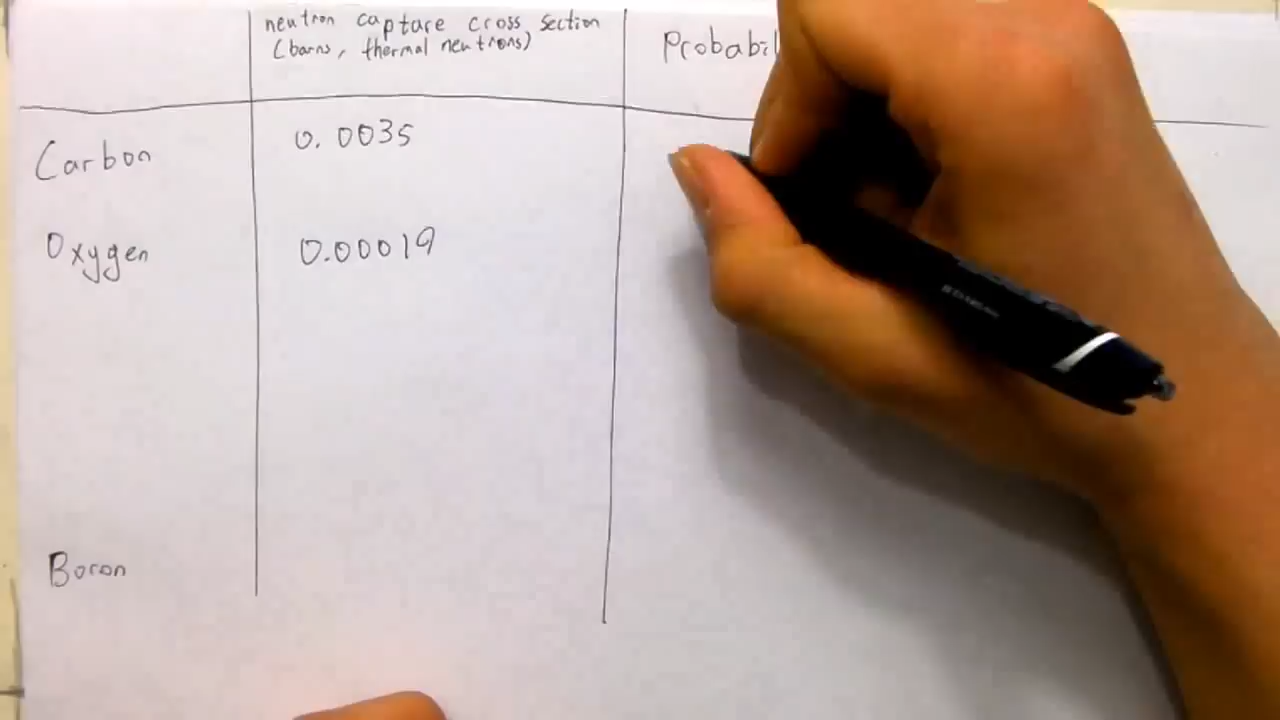 neutron capture cross section
(barns, thermal neutrons)
Probabil
Carbon
0.0035
Oxygen
0.00019
Boron